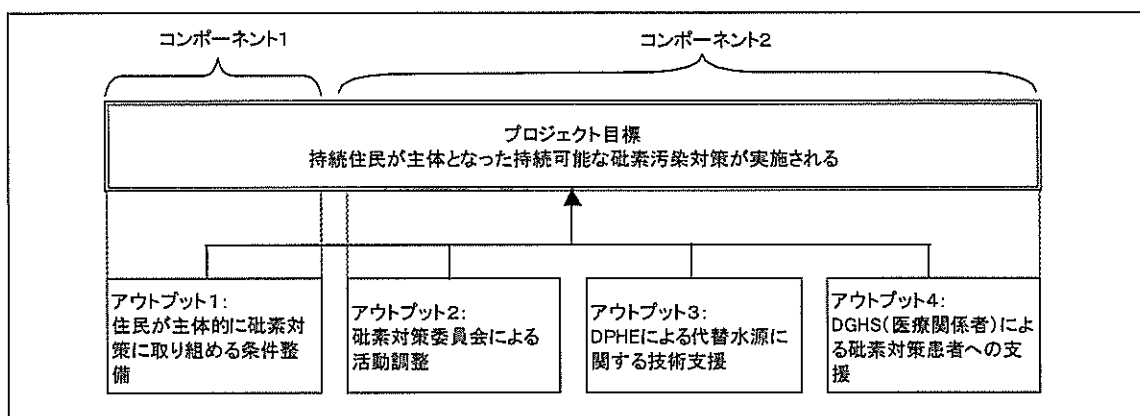 コンポーネント1
コンポーネント2
プロジェクト目標
持続住民が主体となった持続可能な砒素汚染対策が実施される
アウトプット1:
住民が主体的に砒素対
策に取り組める条件整
備
アウトプット2:
砒素対策委員会による
活動調整
アウトプット3:
DPHEによる代替水源に
関する技術支援
アウトプット4:
DGHS(医療関係者)によ
る砒素対策患者への支
援